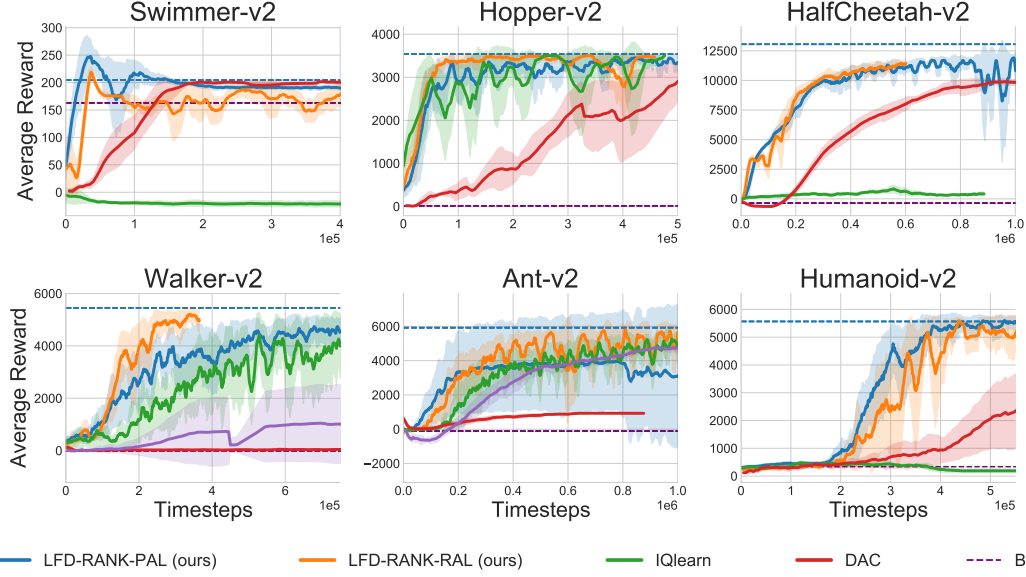 Swimmer-v2
Hopper-v2
HalfCheetah-v2
Average Reward
300
250
200
150
100
50
0
0 1 2 3 4
1e5
4000
3000
2000
1000
0
0 1 2 3 4 5
1e5
12500
10000
7500
5000
2500
0
0.0 0.2 0.4 0.6 0.8 1.0
1e6
Walker-v2
Ant-v2
Humanoid-v2
Average Reward
6000
4000
2000
0
0 2 4 6
1e5
Timesteps
6000
4000
2000
0
−2000
0.0 0.2 0.4 0.6 0.8 1.0
1e6
Timesteps
6000
5000
4000
3000
2000
1000
0
0 1 2 3 4 5
1e5
Timesteps
LFD-RANK-PAL (ours) LFD-RANK-RAL (ours) IQlearn DAC B